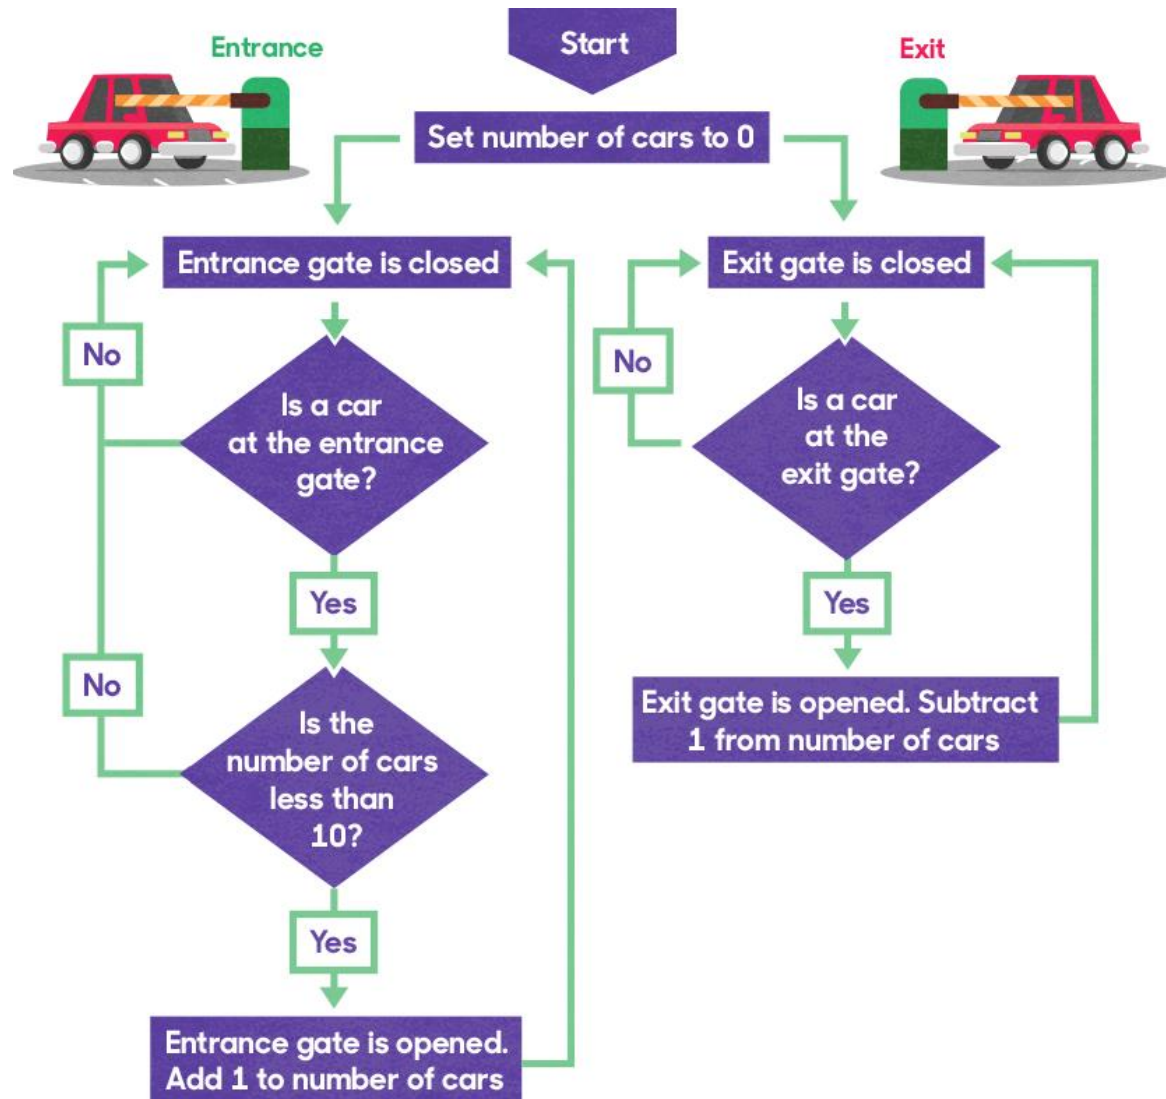 Start
Entrance
Exit
Set number of cars to 0
Entrance gate is closed
No
Is a car
at the entrance
gate?
Yes
No
Is the
number of cars
less than
10?
Yes
Entrance gate is opened.
Add 1 to number of cars
Exit gate is closed
No
Is a car
at the
exit gate?
Yes
Exit gate is opened. Subtract
1 from number of cars